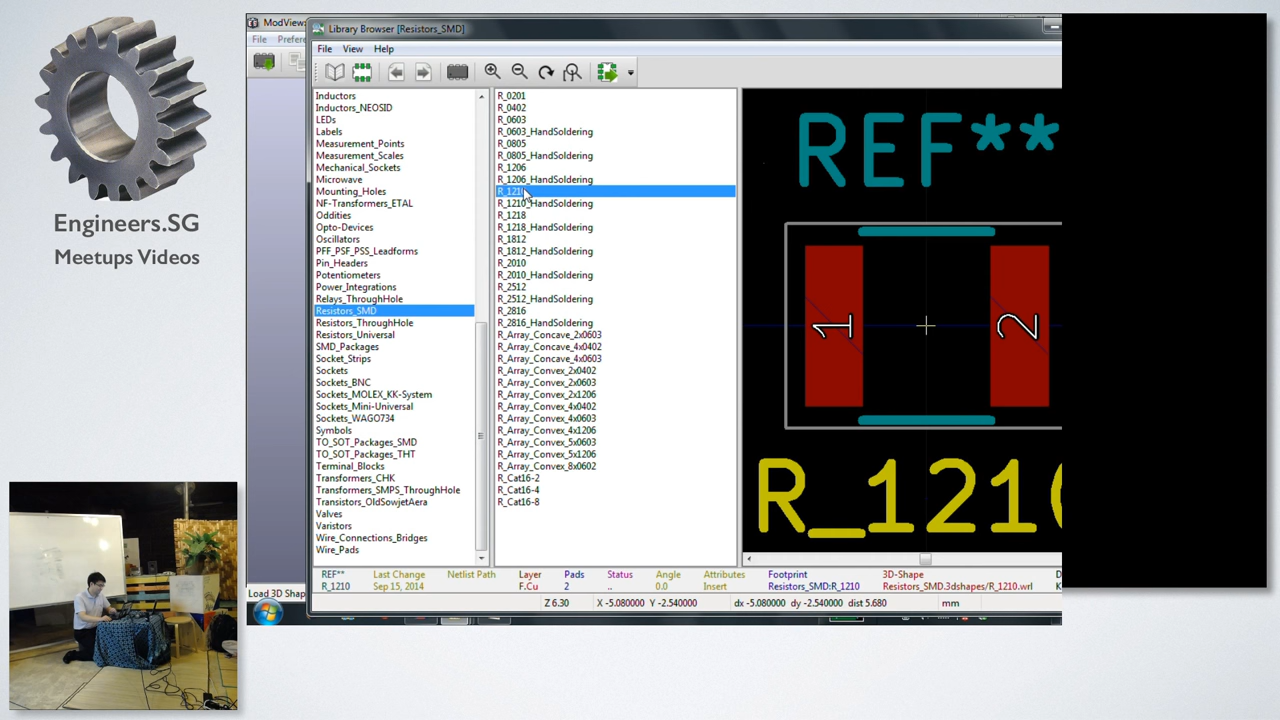 Engineers.SG
Meetups Videos
ModView:
File Prefere
Library Browser [Resistors_SMD]
File View Help
Inductors
Inductors_NEOSID
LEDs
Labels
Measurement_Points
Measurement_Scales
Mechanical_Sockets
Microwave
Mounting_Holes
NF-Transformers_ETAL
Oddities
Opto-Devices
Oscillators
PFF_PSF_PSS_Leadforms
Pin_Headers
Potentiometers
Power_Integrations
Relays_ThroughHole
Resistors_SMD
Resistors_ThroughHole
Resistors_Universal
SMD_Packages
Socket_Strips
Sockets
Sockets_BNC
Sockets_MOLEX_KK-System
Sockets_Mini-Universal
Sockets_WAGO734
Symbols
TO_SOT_Packages_SMD
TO_SOT_Packages_THT
Terminal_Blocks
Transformers_CHK
Transformers_SMPS_ThroughHole
Transistors_OldSowjetAera
Valves
Varistors
Wire_Connections_Bridges
Wire_Pads
R_0201
R_0402
R_0603
R_0603_HandSoldering
R_0805
R_0805_HandSoldering
R_1206
R_1206_HandSoldering
R_1210
R_1210_HandSoldering
R_1218
R_1218_HandSoldering
R_1812
R_1812_HandSoldering
R_2010
R_2010_HandSoldering
R_2512
R_2512_HandSoldering
R_2816
R_2816_HandSoldering
R_Array_Concave_2x0603
R_Array_Concave_4x0402
R_Array_Concave_4x0603
R_Array_Convex_2x0402
R_Array_Convex_2x0603
R_Array_Convex_2x1206
R_Array_Convex_4x0402
R_Array_Convex_4x0603
R_Array_Convex_4x1206
R_Array_Convex_5x0603
R_Array_Convex_5x1206
R_Array_Convex_8x0602
R_Cat16-2
R_Cat16-4
R_Cat16-8
REF**
1 2
R_1210
REF** Last Change Netlist Path Layer Pads Status Angle Attributes Footprint 3D-Shape
R_1210 Sep 15, 2014 F.Cu 2 .. 0.0 Insert Resistors_SMD:R_1210 Resistors_SMD.3dshapes/R_1210.wrl K
Load 3D Shap
Z 6.30 X -5.080000 Y -2.540000 dx -5.080000 dy -2.540000 dist 5.680 mm